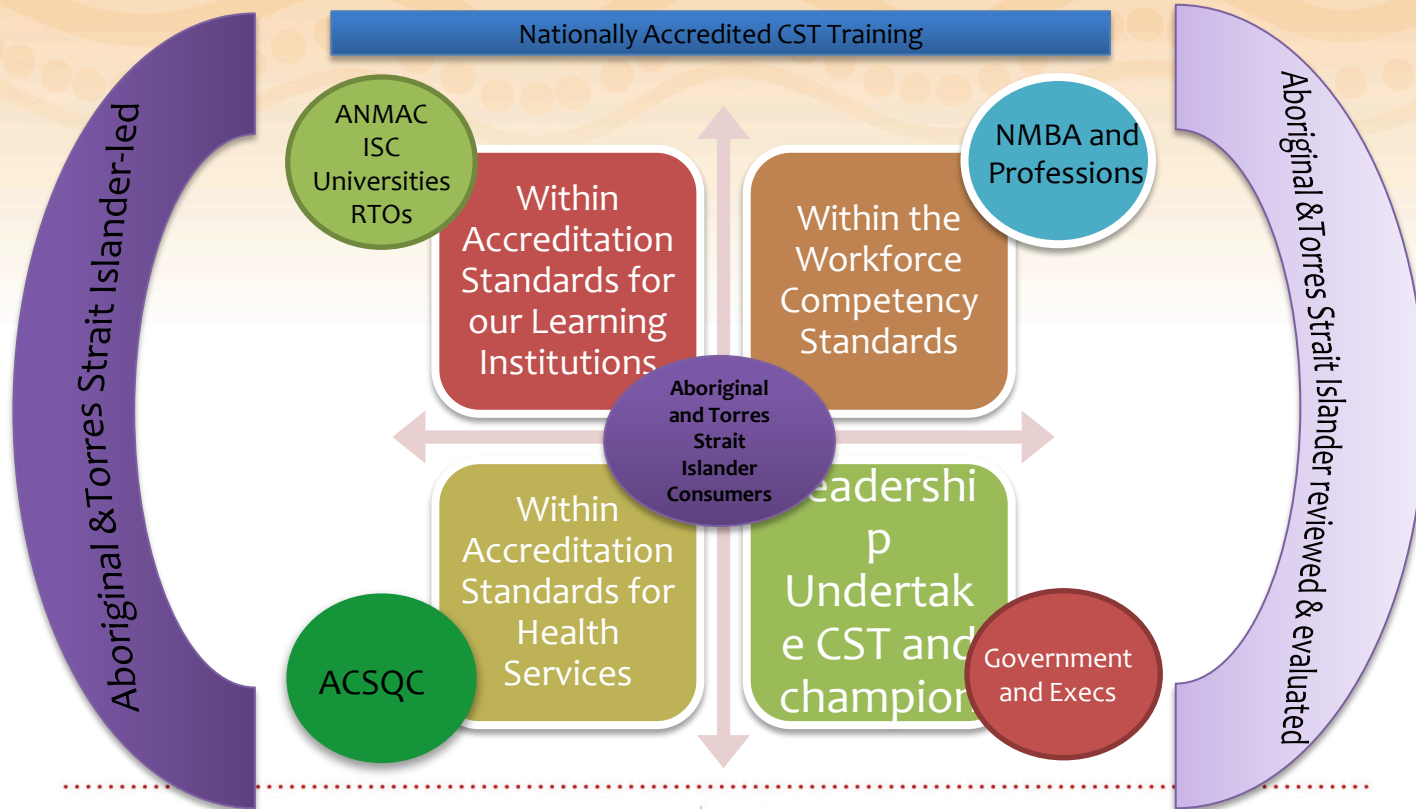 Nationally Accredited CST Training
Aboriginal &Torres Strait Islander-led
ANMAC
ISC
Universities
RTOs
Within
Accreditation
Standards for
our Learning
Institutions
NMBA and
Professions
Within the
Workforce
Competency
Standards
Aboriginal
and Torres
Strait
Islander
Consumers
Within
Accreditation
Standards for
Health
Services
ACSQC
eadershi
p
Undertak
e CST and
champion
Government
and Execs
Aboriginal &Torres Strait Islander reviewed & evaluated